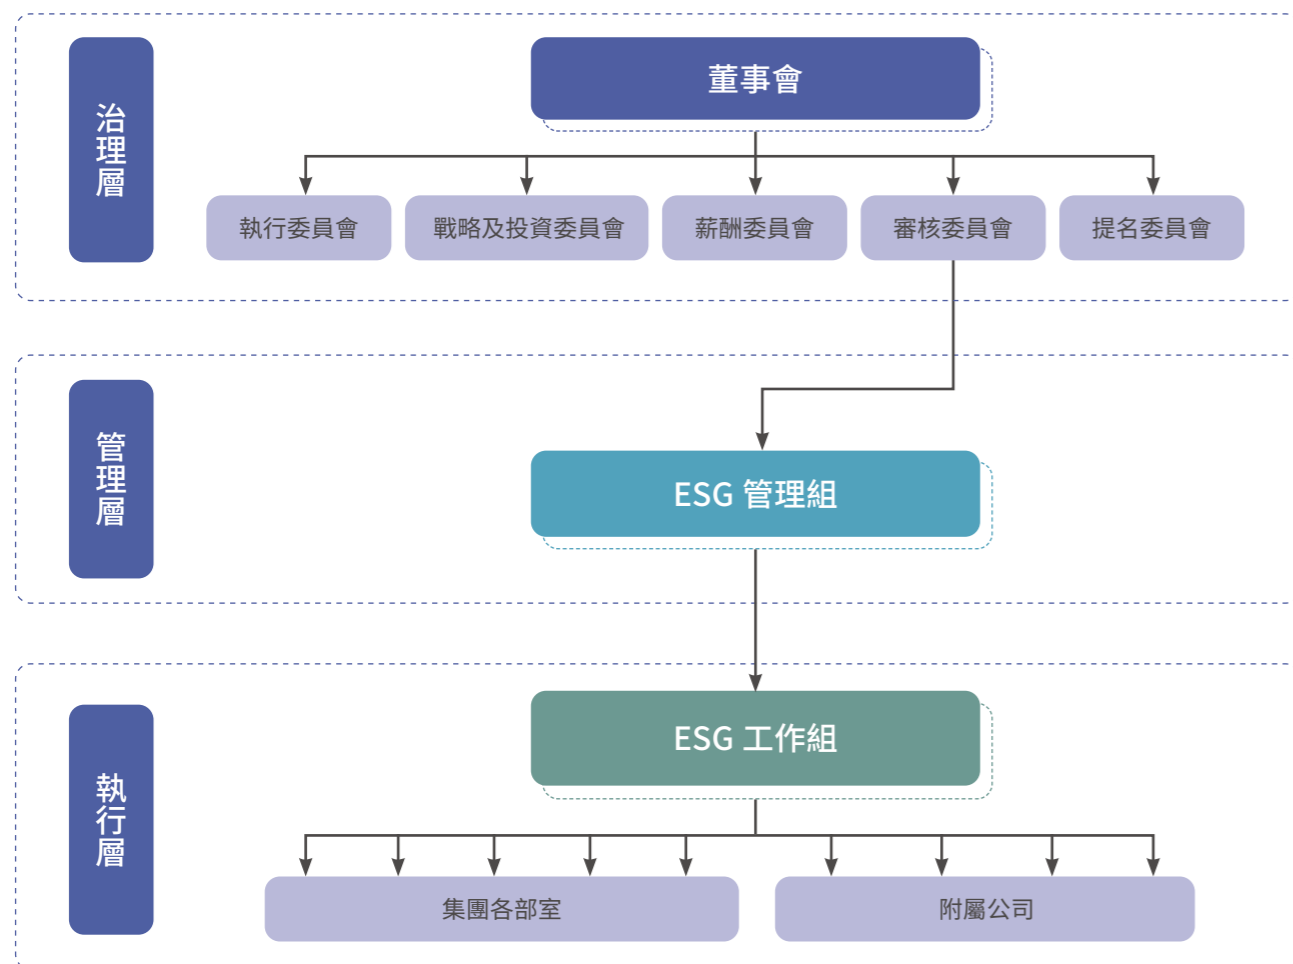 治理層
董事會
執行委員會
戰略及投資委員會
薪酬委員會
審核委員會
提名委員會
管理層
ESG 管理組
執行層
ESG 工作組
集團各部室
附屬公司